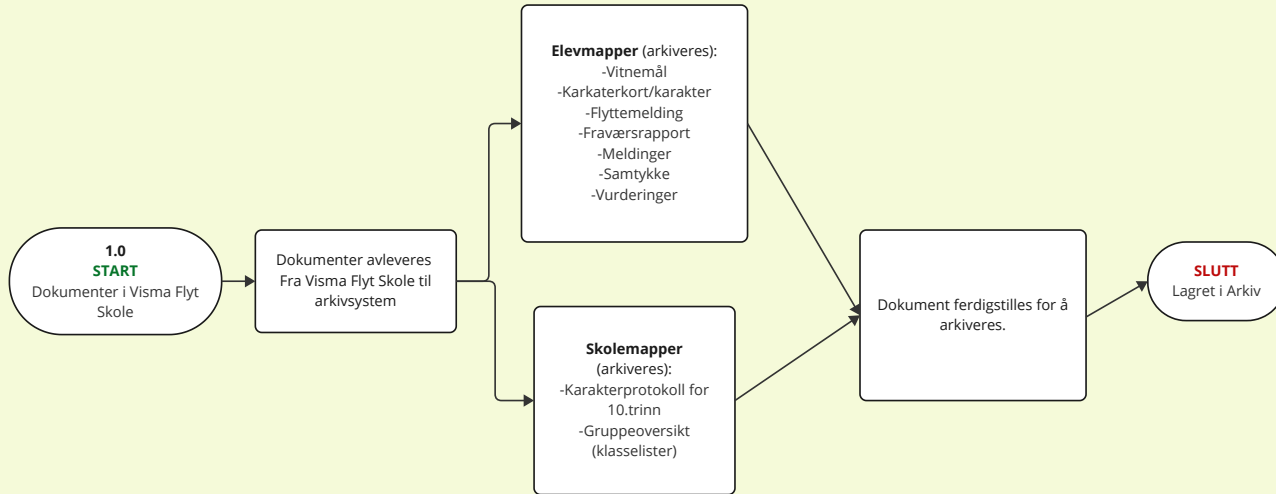 1.0
START
Dokumenter i Visma Flyt
Skole
Dokumenter avleveres
Fra Visma Flyt Skole til
arkivsystem
Elevmapper (arkiveres):
-Vitnemål
-Karkaterkort/karakter
-Flyttemelding
-Fraværsrapport
-Meldinger
-Samtykke
-Vurderinger
Skolemapper
(arkiveres):
-Karakterprotokoll for
10.trinn
-Gruppeoversikt
(klasselister)
Dokument ferdigstilles for å
arkiveres.
SLUTT
Lagret i Arkiv